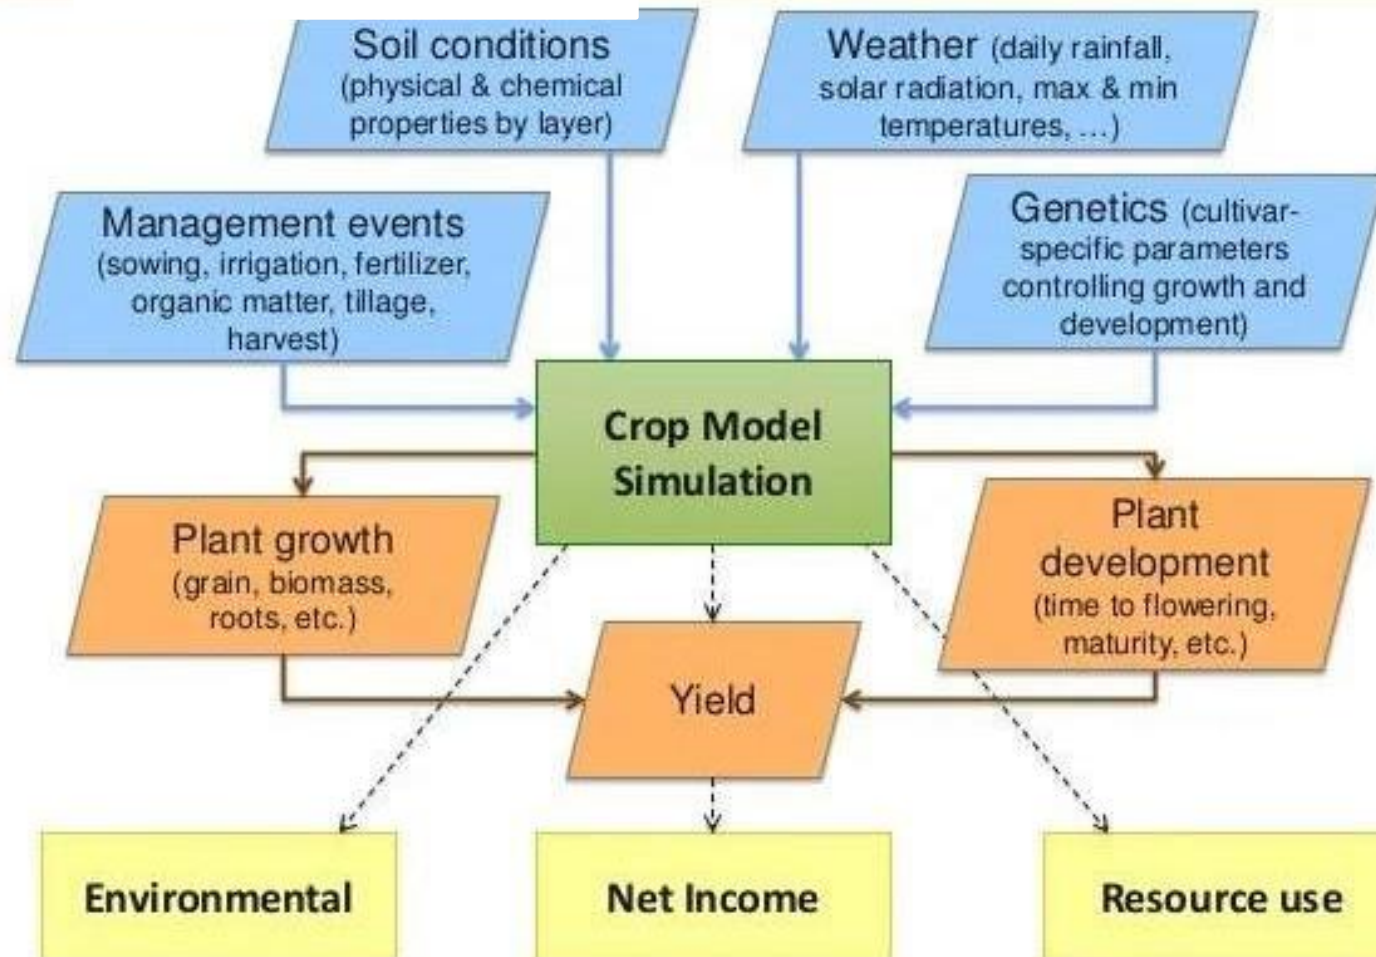 Soil conditions
(physical & chemical
properties by layer)
Weather (daily rainfall,
solar radiation, max & min
temperatures, ...)
Management events
(sowing, irrigation, fertilizer,
organic matter, tillage,
harvest)
Genetics (cultivar-
specific parameters
controlling growth and
development)
Crop Model
Simulation
Plant growth
(grain, biomass,
roots, etc.)
Plant
development
(time to flowering,
maturity, etc.)
Yield
Environmental
Net Income
Resource use